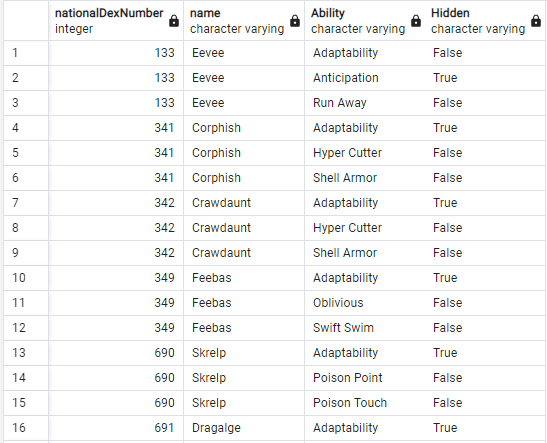 nationalDexNumber name Ability Hidden
integer character varying character varying character varying
1 133 Eevee Adaptability False
2 133 Eevee Anticipation True
3 133 Eevee Run Away False
4 341 Corphish Adaptability True
5 341 Corphish Hyper Cutter False
6 341 Corphish Shell Armor False
7 342 Crawdaunt Adaptability True
8 342 Crawdaunt Hyper Cutter False
9 342 Crawdaunt Shell Armor False
10 349 Feebas Adaptability True
11 349 Feebas Oblivious False
12 349 Feebas Swift Swim False
13 690 Skrelp Adaptability True
14 690 Skrelp Poison Point False
15 690 Skrelp Poison Touch False
16 691 Dragalge Adaptability True